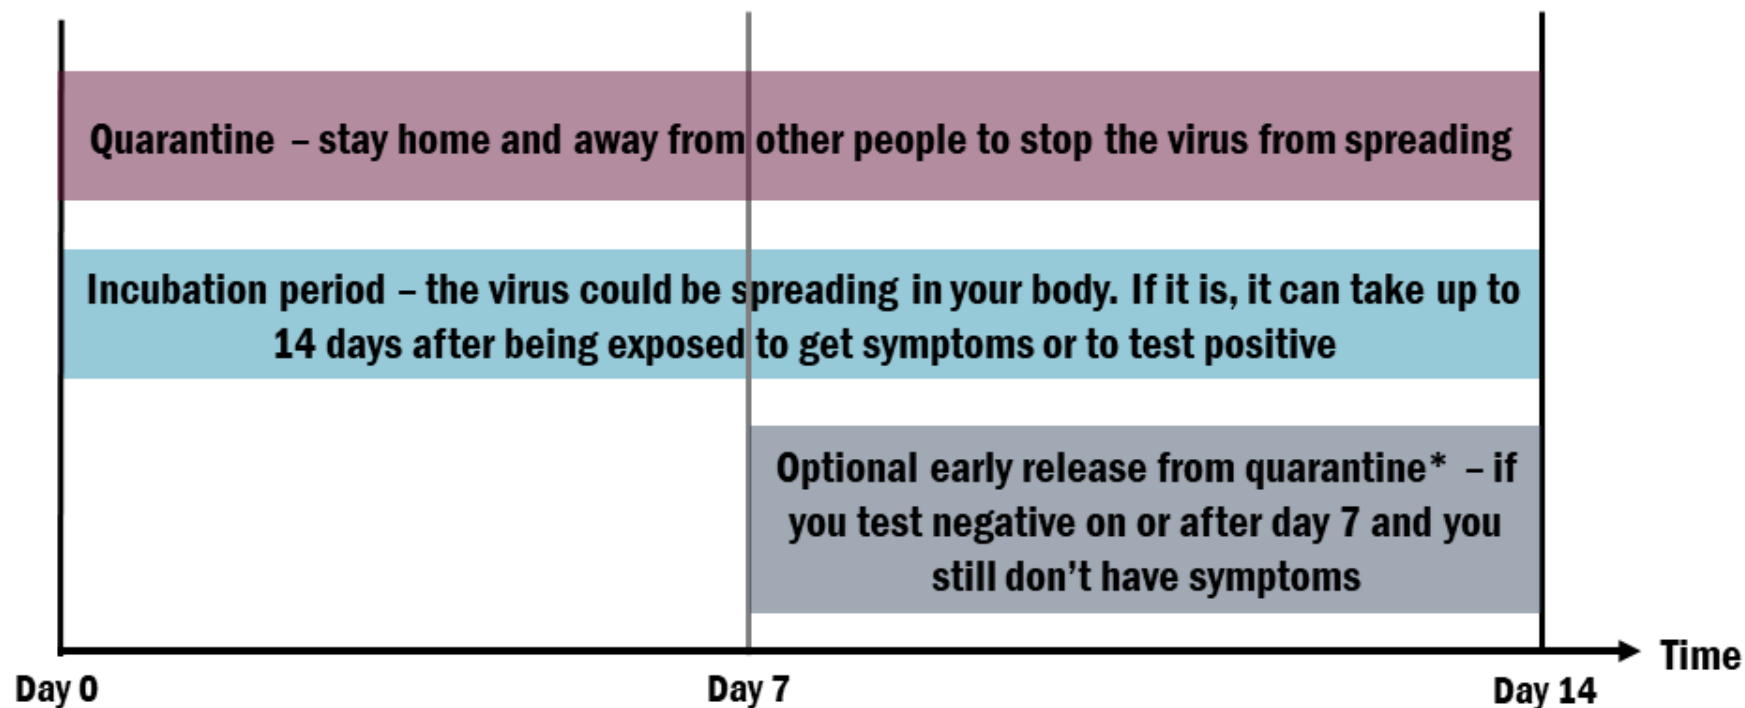 Quarantine – stay home and away from other people to stop the virus from spreading
Incubation period – the virus could be spreading in your body. If it is, it can take up to
14 days after being exposed to get symptoms or to test positive
Optional early release from quarantine* – if
you test negative on or after day 7 and you
still don’t have symptoms
Time
Day 0
Day 7
Day 14